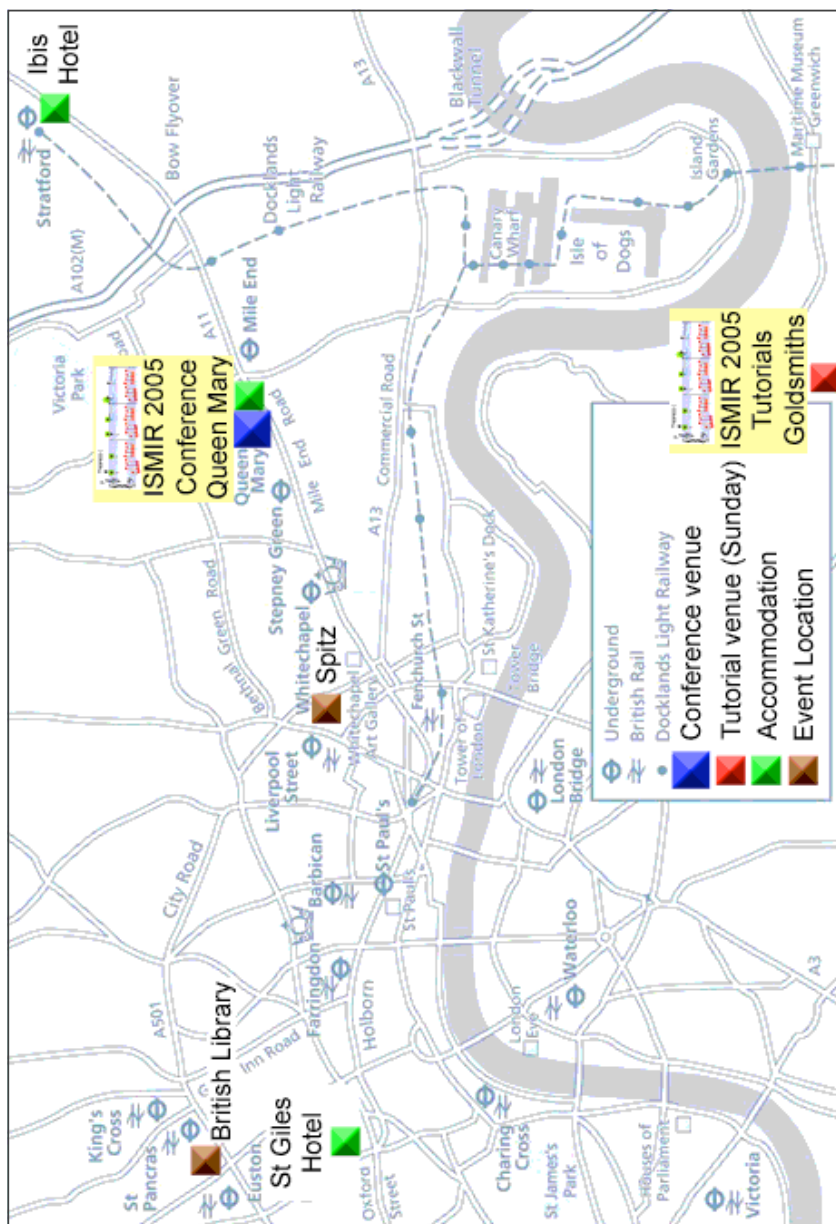 Ibis
Hotel
Stratford
Bow Flyover
A13
Blackwall
Tunnel
Docklands
Light
Railway
A102(M)
Victoria
Park
A11
Mile End
Canary
Wharf
Isle
of
Dogs
Island
Gardens
Maritime Museum
Greenwich
ISMIR 2005
Conference
Queen Mary
Queen
Mary
Mile End Road
Stepney Green
Commercial Road
A13
Bethnal Green Road
Whitechapel
Spitz
Whitechapel
Art Gallery
Fenchurch St
St Katherine's Dock
Tower
Bridge
Tower of
London
Liverpool
Street
City Road
Barbican
St Paul's
St Paul's
London
Bridge
Farringdon
Holborn
A501
Inn Road
Waterloo
London
Eye
A3
King's
Cross
St
Pancras
British Library
Euston
St Giles
Hotel
Oxford
Street
Charing
Cross
St James's
Park
Houses of
Parliament
Victoria
ISMIR 2005
Tutorials
Goldsmiths
Underground
British Rail
Docklands Light Railway
Conference venue
Tutorial venue (Sunday)
Accommodation
Event Location